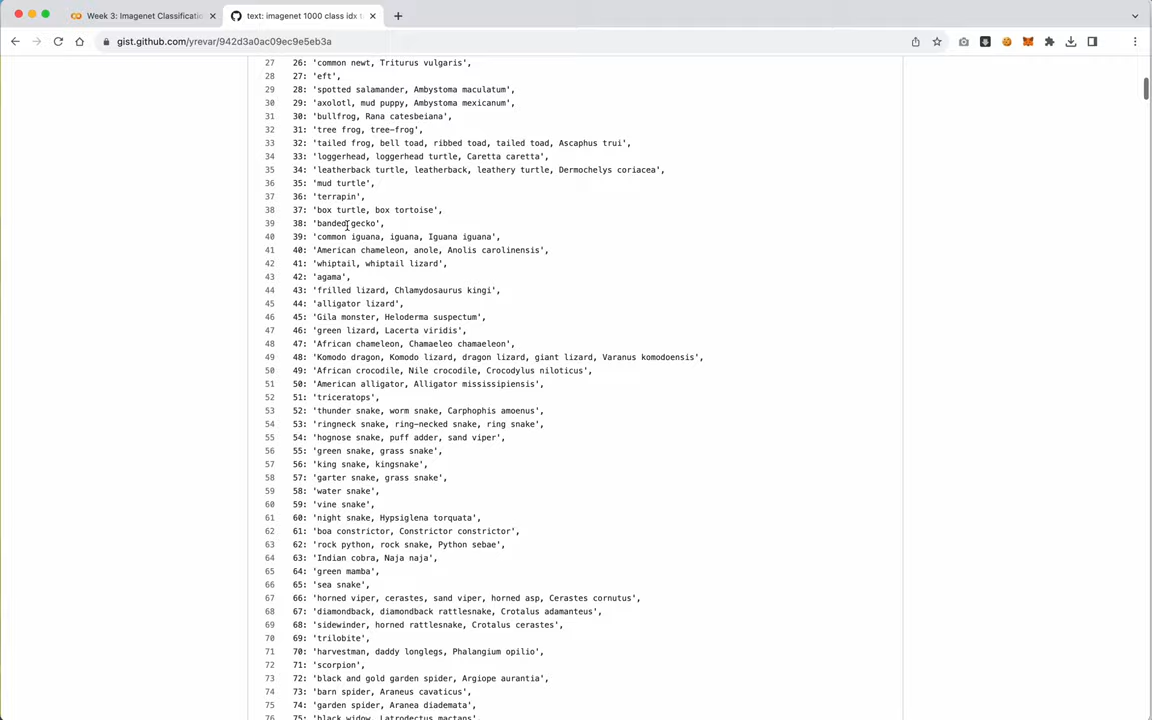 Week 3: Imagenet Classificatio
text: imagenet 1000 class idx t
gist.github.com/yrevar/942d3a0ac09ec9e5eb3a
27 26: 'common newt, Triturus vulgaris',
28 27: 'eft',
29 28: 'spotted salamander, Ambystoma maculatum',
30 29: 'axolotl, mud puppy, Ambystoma mexicanum',
31 30: 'bullfrog, Rana catesbeiana',
32 31: 'tree frog, tree-frog',
33 32: 'tailed frog, bell toad, ribbed toad, tailed toad, Ascaphus trui',
34 33: 'loggerhead, loggerhead turtle, Caretta caretta',
35 34: 'leatherback turtle, leatherback, leathery turtle, Dermochelys coriacea',
36 35: 'mud turtle',
37 36: 'terrapin',
38 37: 'box turtle, box tortoise',
39 38: 'banded gecko',
40 39: 'common iguana, iguana, Iguana iguana',
41 40: 'American chameleon, anole, Anolis carolinensis',
42 41: 'whiptail, whiptail lizard',
43 42: 'agama',
44 43: 'frilled lizard, Chlamydosaurus kingi',
45 44: 'alligator lizard',
46 45: 'Gila monster, Heloderma suspectum',
47 46: 'green lizard, Lacerta viridis',
48 47: 'African chameleon, Chamaeleo chamaeleon',
49 48: 'Komodo dragon, Komodo lizard, dragon lizard, giant lizard, Varanus komodoensis',
50 49: 'African crocodile, Nile crocodile, Crocodylus niloticus',
51 50: 'American alligator, Alligator mississipiensis',
52 51: 'triceratops',
53 52: 'thunder snake, worm snake, Carphophis amoenus',
54 53: 'ringneck snake, ring-necked snake, ring snake',
55 54: 'hognose snake, puff adder, sand viper',
56 55: 'green snake, grass snake',
57 56: 'king snake, kingsnake',
58 57: 'garter snake, grass snake',
59 58: 'water snake',
60 59: 'vine snake',
61 60: 'night snake, Hypsiglena torquata',
62 61: 'boa constrictor, Constrictor constrictor',
63 62: 'rock python, rock snake, Python sebae',
64 63: 'Indian cobra, Naja naja',
65 64: 'green mamba',
66 65: 'sea snake',
67 66: 'horned viper, cerastes, sand viper, horned asp, Cerastes cornutus',
68 67: 'diamondback, diamondback rattlesnake, Crotalus adamanteus',
69 68: 'sidewinder, horned rattlesnake, Crotalus cerastes',
70 69: 'trilobite',
71 70: 'harvestman, daddy longlegs, Phalangium opilio',
72 71: 'scorpion',
73 72: 'black and gold garden spider, Argiope aurantia',
74 73: 'barn spider, Araneus cavaticus',
75 74: 'garden spider, Aranea diademata',
76 75: 'black widow, Latrodectus mactans',